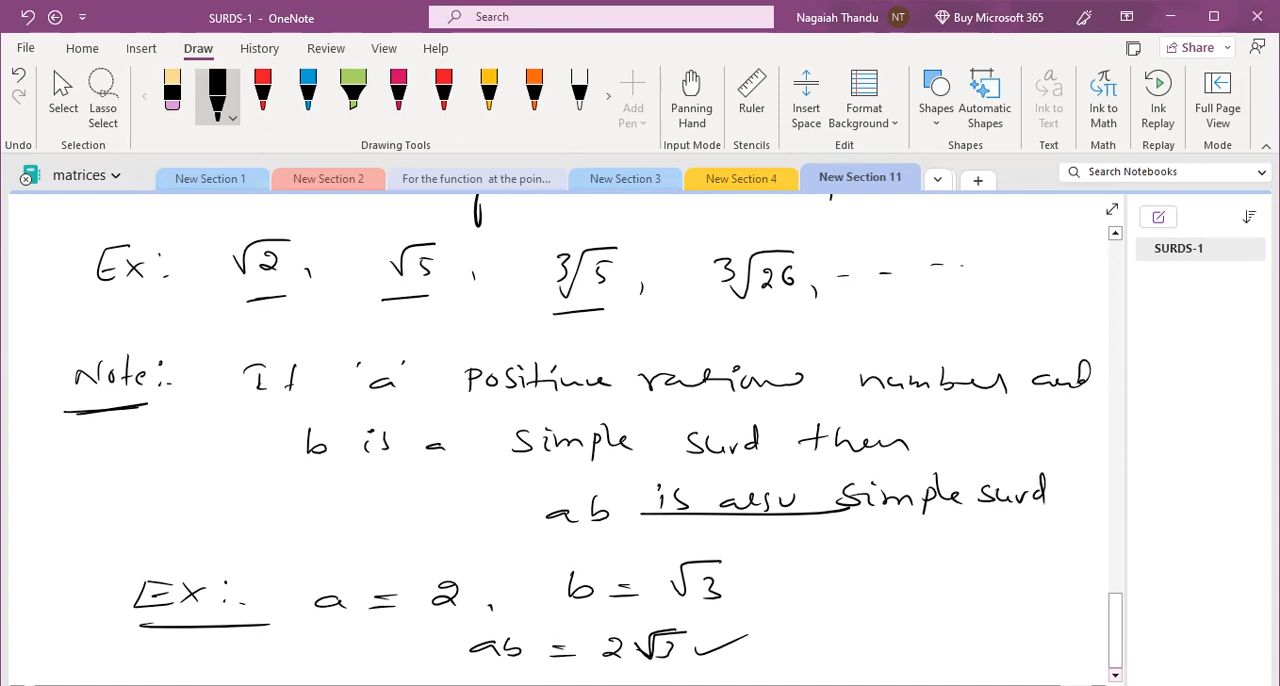 SURDS-1 - OneNote
Search
Nagaiah Thandu NT
Buy Microsoft 365
File Home Insert Draw History Review View Help
Share
Undo
Select
Lasso Select
Selection
Drawing Tools
Add Pen
Panning Hand
Input Mode
Ruler
Stencils
Insert Space
Format Background
Edit
Shapes
Automatic Shapes
Shapes
Ink to Text
Text
Ink to Math
Math
Ink Replay
Replay
Full Page View
Mode
matrices
New Section 1
New Section 2
For the function at the poin...
New Section 3
New Section 4
New Section 11
+
Search Notebooks
SURDS-1
Ex: √2, √5, ∛5, ∛26, - - - -
Note:- If 'a' positive ration number and
b is a simple surd then
ab is also simple surd
Ex:- a = 2, b = √3
ab = 2√3 ✓